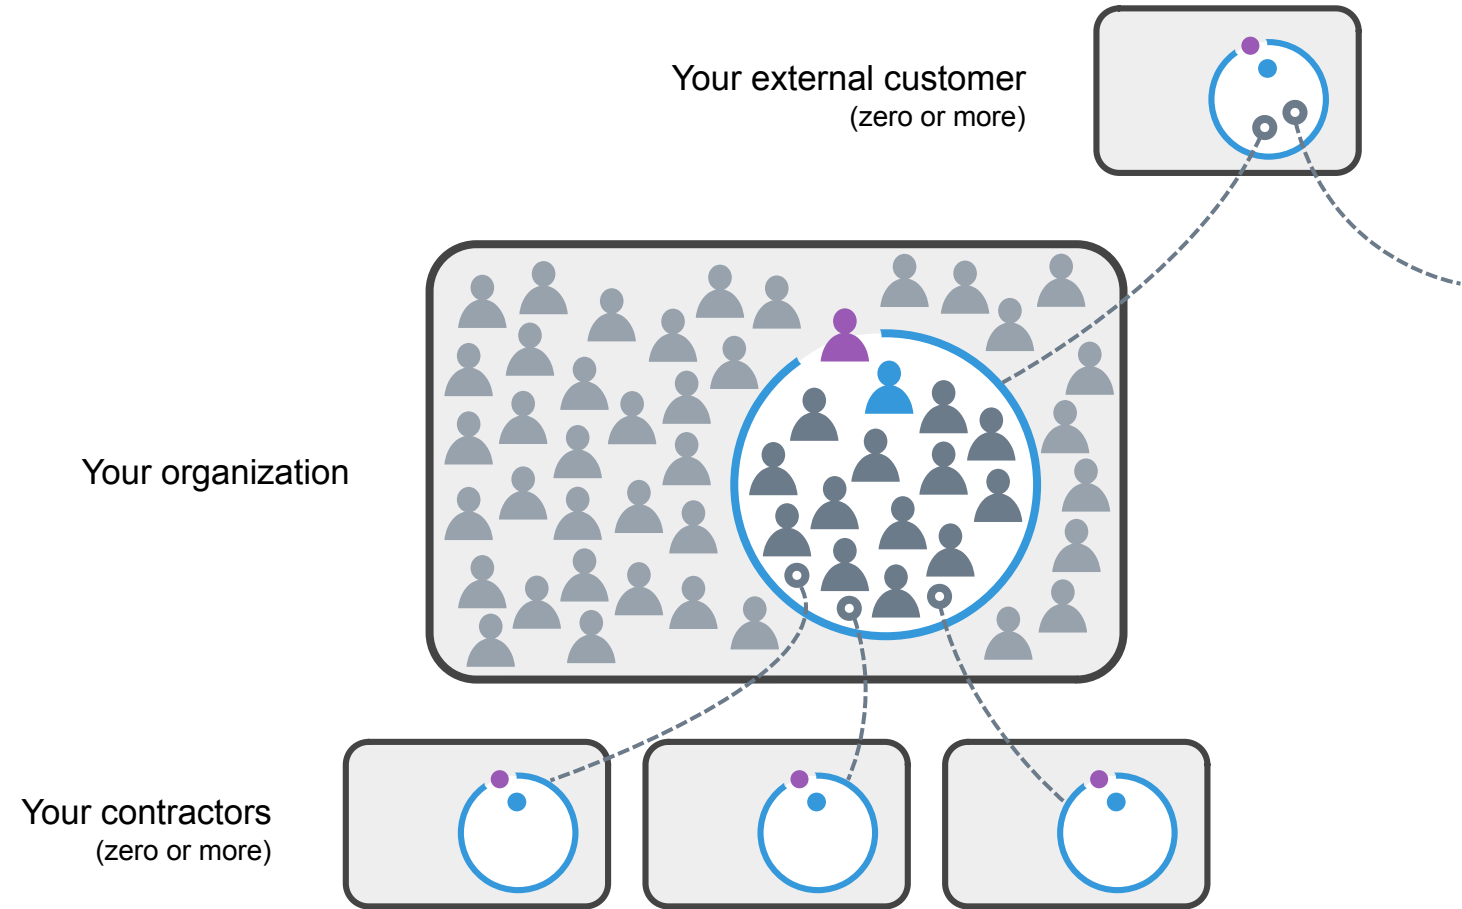 Your external customer
(zero or more)
Your organization
Your contractors
(zero or more)